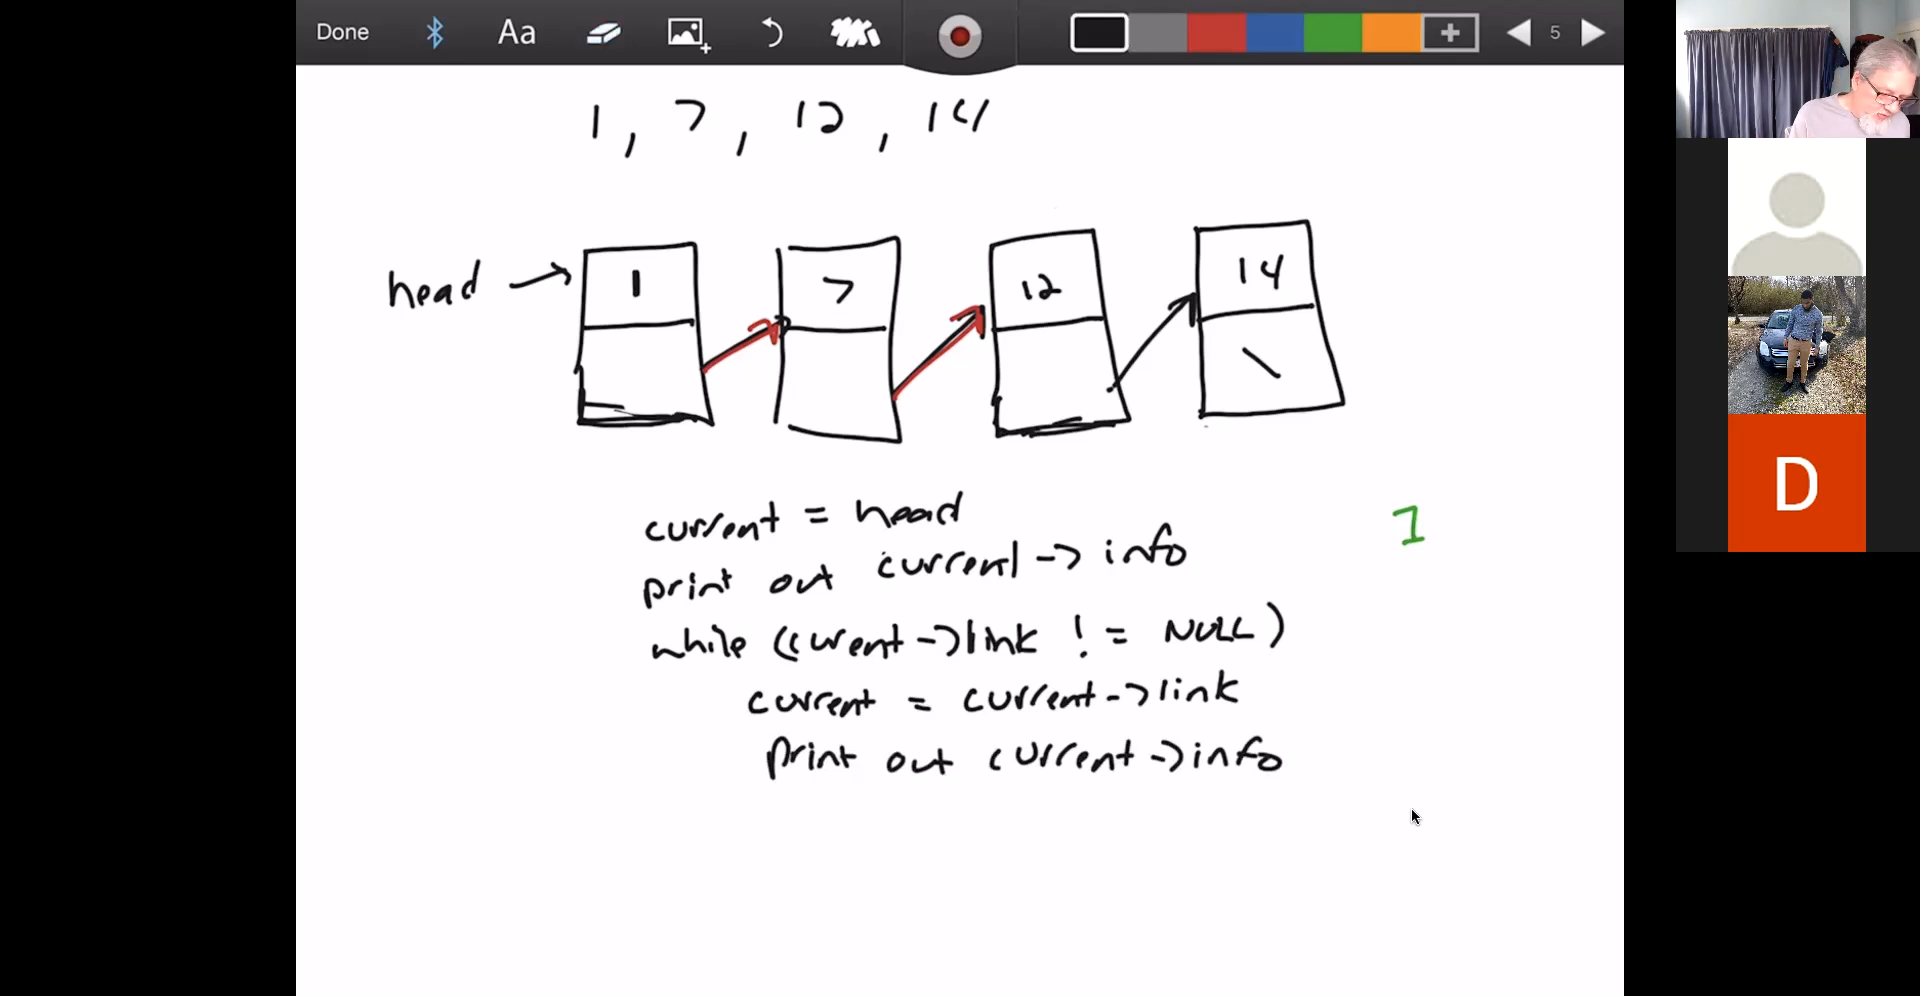 Done Aa 5
1, 7, 12, 14
head → 1 7 12 14
current = head
1
print out current -> info
while (current->link != NULL)
current = current->link
print out current->info
D